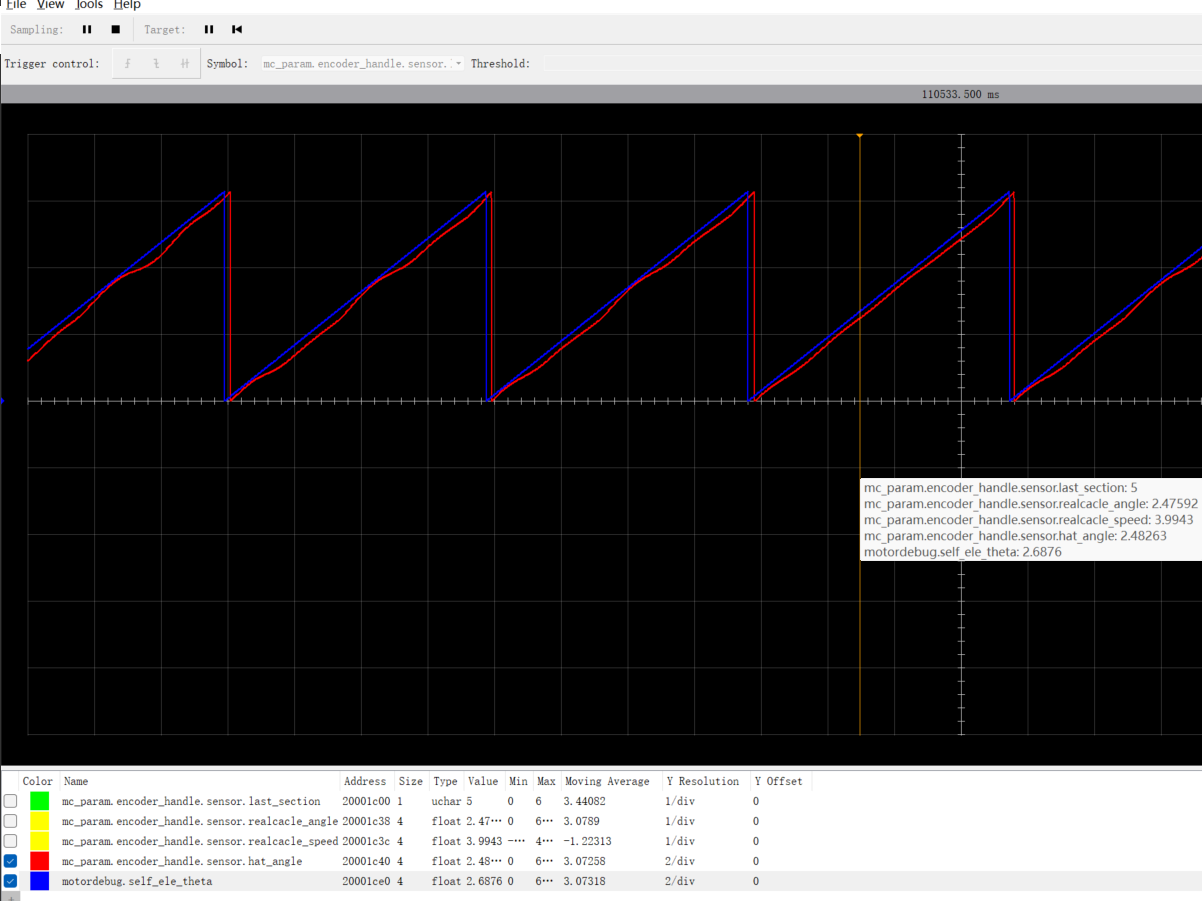 File View Tools Help
Sampling: Target:
Trigger control: Symbol: mc_param.encoder_handle.sensor. Threshold:
110533.500 ms
mc_param.encoder_handle.sensor.last_section: 5
mc_param.encoder_handle.sensor.realcacle_angle: 2.47592
mc_param.encoder_handle.sensor.realcacle_speed: 3.9943
mc_param.encoder_handle.sensor.hat_angle: 2.48263
motordebug.self_ele_theta: 2.6876
Color Name Address Size Type Value Min Max Moving Average Y Resolution Y Offset
mc_param.encoder_handle.sensor.last_section 20001c00 1 uchar 5 0 6 3.44082 1/div 0
mc_param.encoder_handle.sensor.realcacle_angle 20001c38 4 float 2.47… 0 6… 3.0789 1/div 0
mc_param.encoder_handle.sensor.realcacle_speed 20001c3c 4 float 3.9943 -… 4… -1.22313 1/div 0
mc_param.encoder_handle.sensor.hat_angle 20001c40 4 float 2.48… 0 6… 3.07258 2/div 0
motordebug.self_ele_theta 20001ce0 4 float 2.6876 0 6… 3.07318 2/div 0